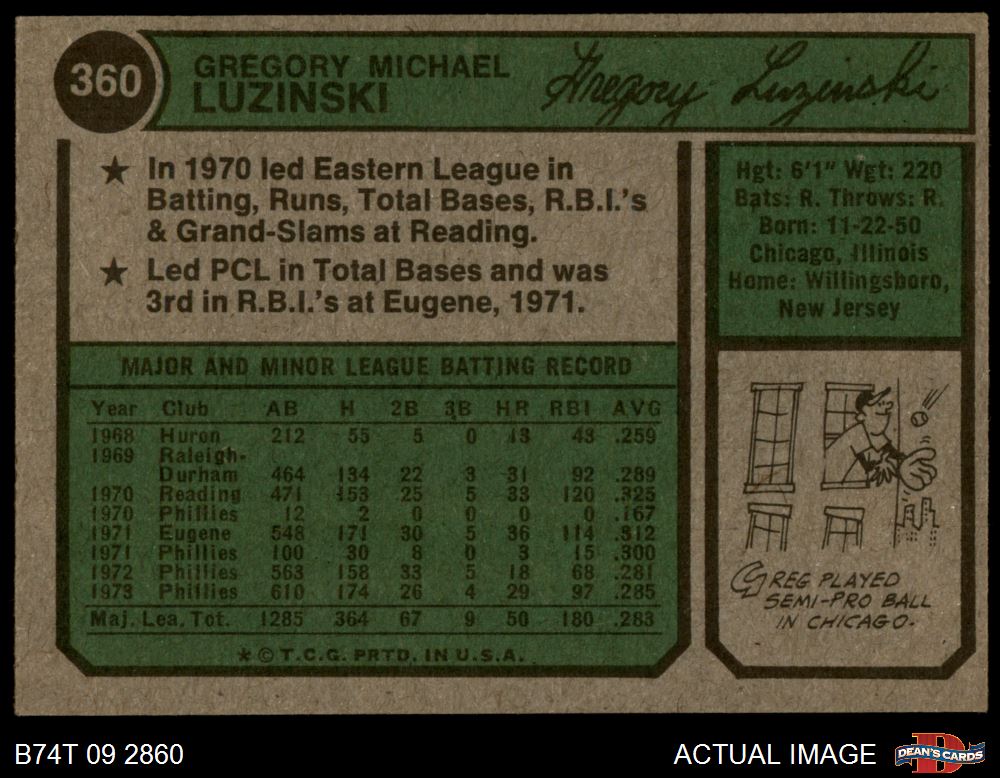 360
GREGORY MICHAEL
LUZINSKI
Gregory Luzinski
★ In 1970 led Eastern League in
Batting, Runs, Total Bases, R.B.I.'s
& Grand-Slams at Reading.
★ Led PCL in Total Bases and was
3rd in R.B.I.'s at Eugene, 1971.
Hgt: 6'1" Wgt: 220
Bats: R. Throws: R.
Born: 11-22-50
Chicago, Illinois
Home: Willingsboro,
New Jersey
MAJOR AND MINOR LEAGUE BATTING RECORD
Year Club AB H 2B 3B HR RBI AVG
1968 Huron 212 55 5 0 13 43 .259
1969 Raleigh-
Durham 464 134 22 3 31 92 .289
1970 Reading 471 153 25 5 33 120 .325
1970 Phillies 12 2 0 0 0 0 .167
1971 Eugene 548 171 30 5 36 114 .312
1971 Phillies 100 30 8 0 3 15 .300
1972 Phillies 563 158 33 5 18 68 .281
1973 Phillies 610 174 26 4 29 97 .285
Maj. Lea. Tot. 1285 364 67 9 50 180 .283
* © T.C.G. PRTD. IN U.S.A.
GREG PLAYED
SEMI-PRO BALL
IN CHICAGO.
B74T 09 2860
ACTUAL IMAGE
DEAN'S CARDS